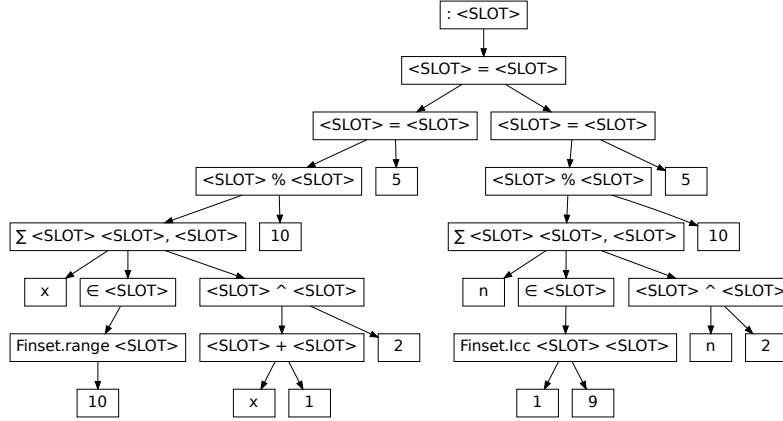 : <SLOT>
<SLOT> = <SLOT>
<SLOT> = <SLOT> <SLOT> = <SLOT>
<SLOT> % <SLOT> 5 <SLOT> % <SLOT> 5
∑ <SLOT> <SLOT>, <SLOT> 10 ∑ <SLOT> <SLOT>, <SLOT> 10
x ∈ <SLOT> <SLOT> ^ <SLOT> n ∈ <SLOT> <SLOT> ^ <SLOT>
Finset.range <SLOT> <SLOT> + <SLOT> 2 Finset.Icc <SLOT> <SLOT> n 2
10 x 1 1 9